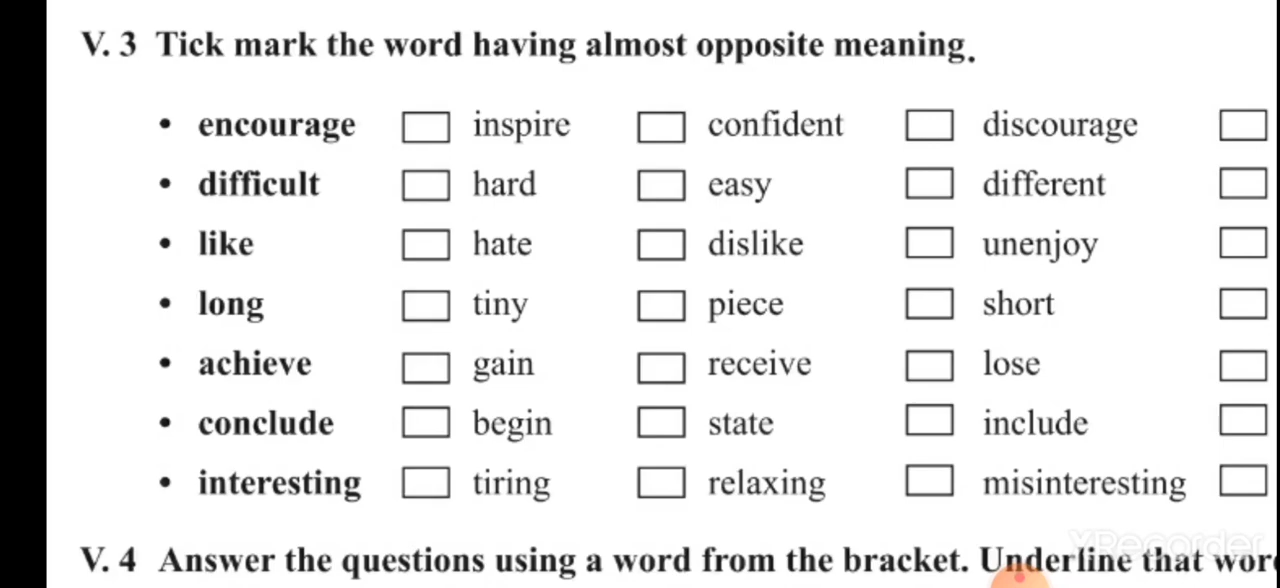 V. 3 Tick mark the word having almost opposite meaning.
• encourage inspire confident discourage
• difficult hard easy different
• like hate dislike unenjoy
• long tiny piece short
• achieve gain receive lose
• conclude begin state include
• interesting tiring relaxing misinteresting
XRecorder
V. 4 Answer the questions using a word from the bracket. Underline that